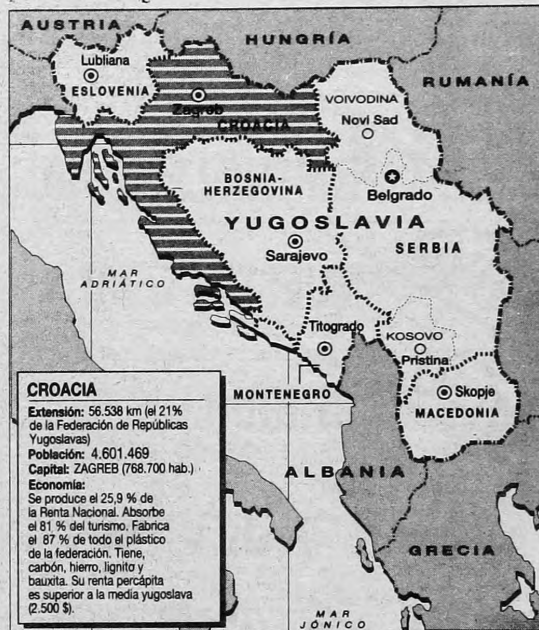 AUSTRIA
HUNGRÍA
RUMANÍA
Lubliana
ESLOVENIA
Zagreb
CROACIA
VOIVODINA
Novi Sad
BOSNIA-
HERZEGOVINA
Belgrado
YUGOSLAVIA
SERBIA
Sarajevo
MAR
ADRIÁTICO
Titogrado
KOSOVO
Pristina
MONTENEGRO
Skopje
MACEDONIA
ALBANIA
GRECIA
MAR
JÓNICO
CROACIA
Extensión: 56.538 km (el 21%
de la Federación de Repúblicas
Yugoslavas)
Población: 4.601.469
Capital: ZAGREB (768.700 hab.)
Economía:
Se produce el 25,9 % de
la Renta Nacional. Absorbe
el 81 % del turismo. Fabrica
el 87 % de todo el plástico
de la federación. Tiene,
carbón, hierro, lignito y
bauxita. Su renta percápita
es superior a la media yugoslava
(2.500 $).